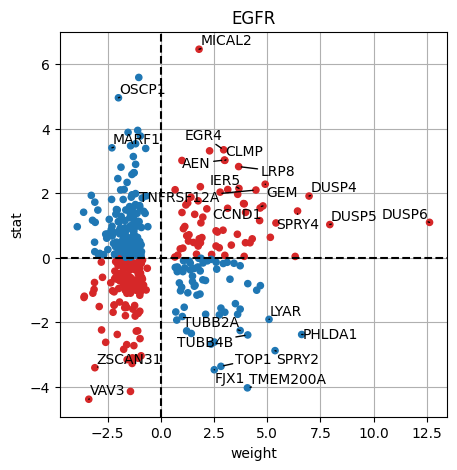 EGFR
MICAL2
OSCP1
MARF1
EGR4
CLMP
AEN
LRP8
IER5
TNFRSF12A
GEM
DUSP4
CCND1
SPRY4
DUSP5
DUSP6
LYAR
TUBB2A
PHLDA1
TUBB4B
ZSCAN31
TOP1
SPRY2
FJX1
TMEM200A
VAV3
6
4
2
0
−2
−4
stat
−2.5
0.0
2.5
5.0
7.5
10.0
12.5
weight